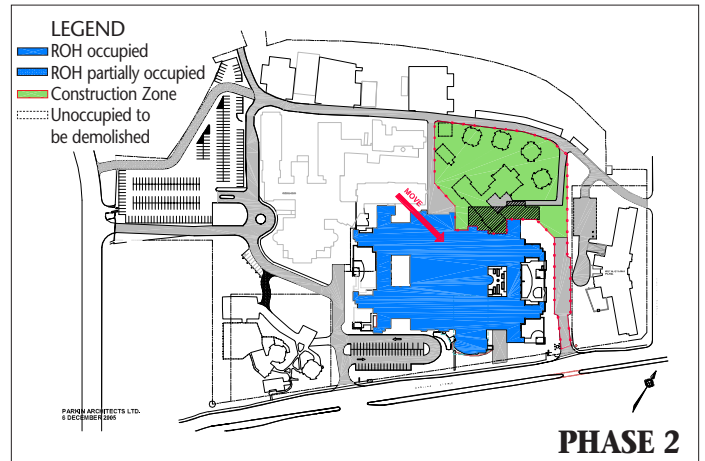 LEGEND
ROH occupied
ROH partially occupied
Construction Zone
Unoccupied to
be demolished
MOVE
PARKIN ARCHITECTS LTD.
6 DECEMBER 2005
PHASE 2